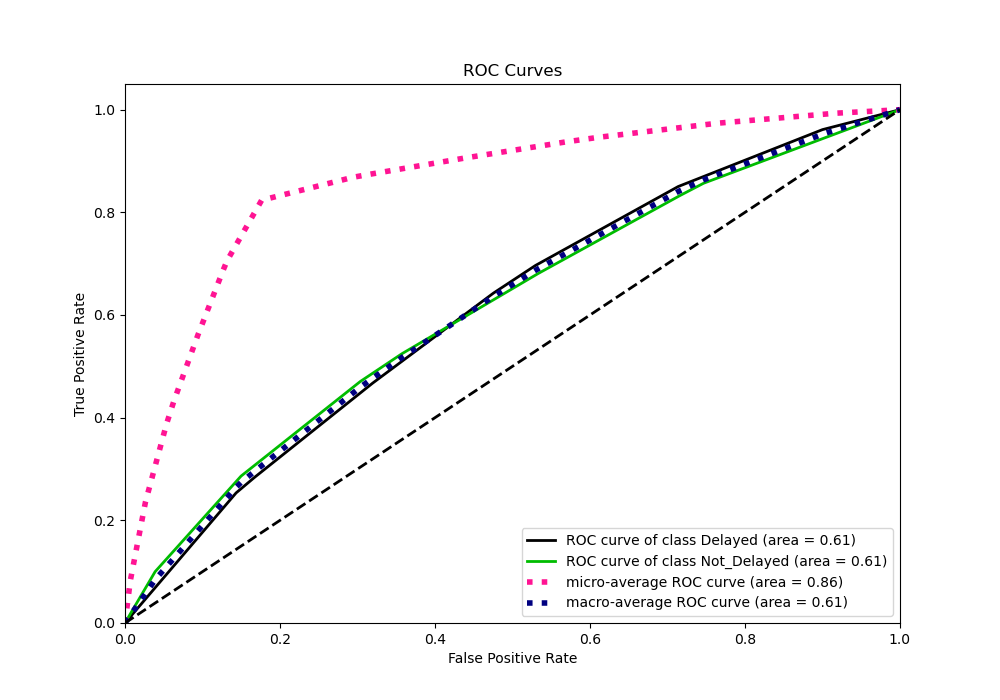 ROC Curves
True Positive Rate
1.0
0.8
0.6
0.4
0.2
0.0
0.0 0.2 0.4 0.6 0.8 1.0
False Positive Rate
ROC curve of class Delayed (area = 0.61)
ROC curve of class Not_Delayed (area = 0.61)
micro-average ROC curve (area = 0.86)
macro-average ROC curve (area = 0.61)